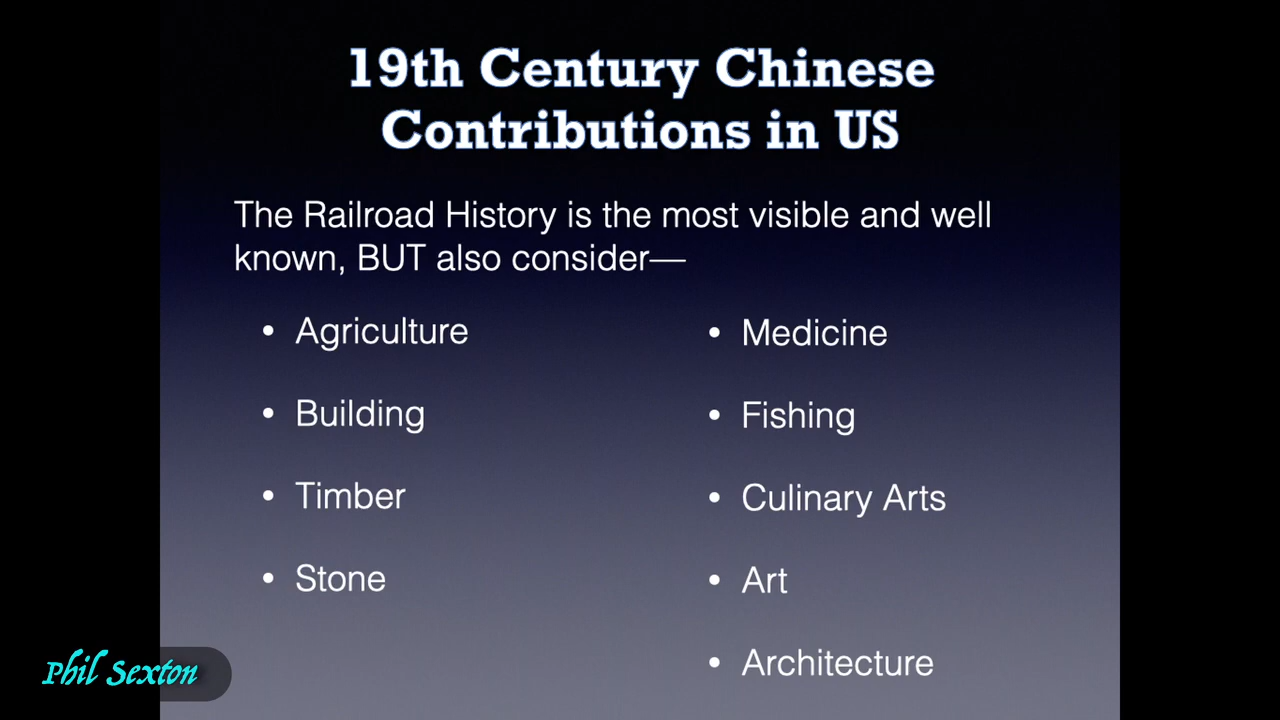 19th Century Chinese
Contributions in US
The Railroad History is the most visible and well
known, BUT also consider—
• Agriculture
• Building
• Timber
• Stone
• Medicine
• Fishing
• Culinary Arts
• Art
• Architecture
Phil Sexton